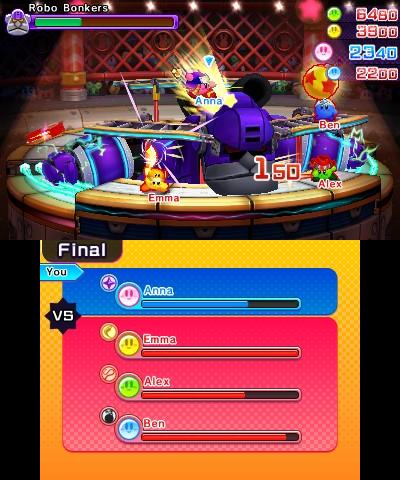 Robo Bonkers
6480
3900
2340
2200
Anna
Ben
150
Alex
Emma
Final
You
Anna
VS
Emma
Alex
Ben